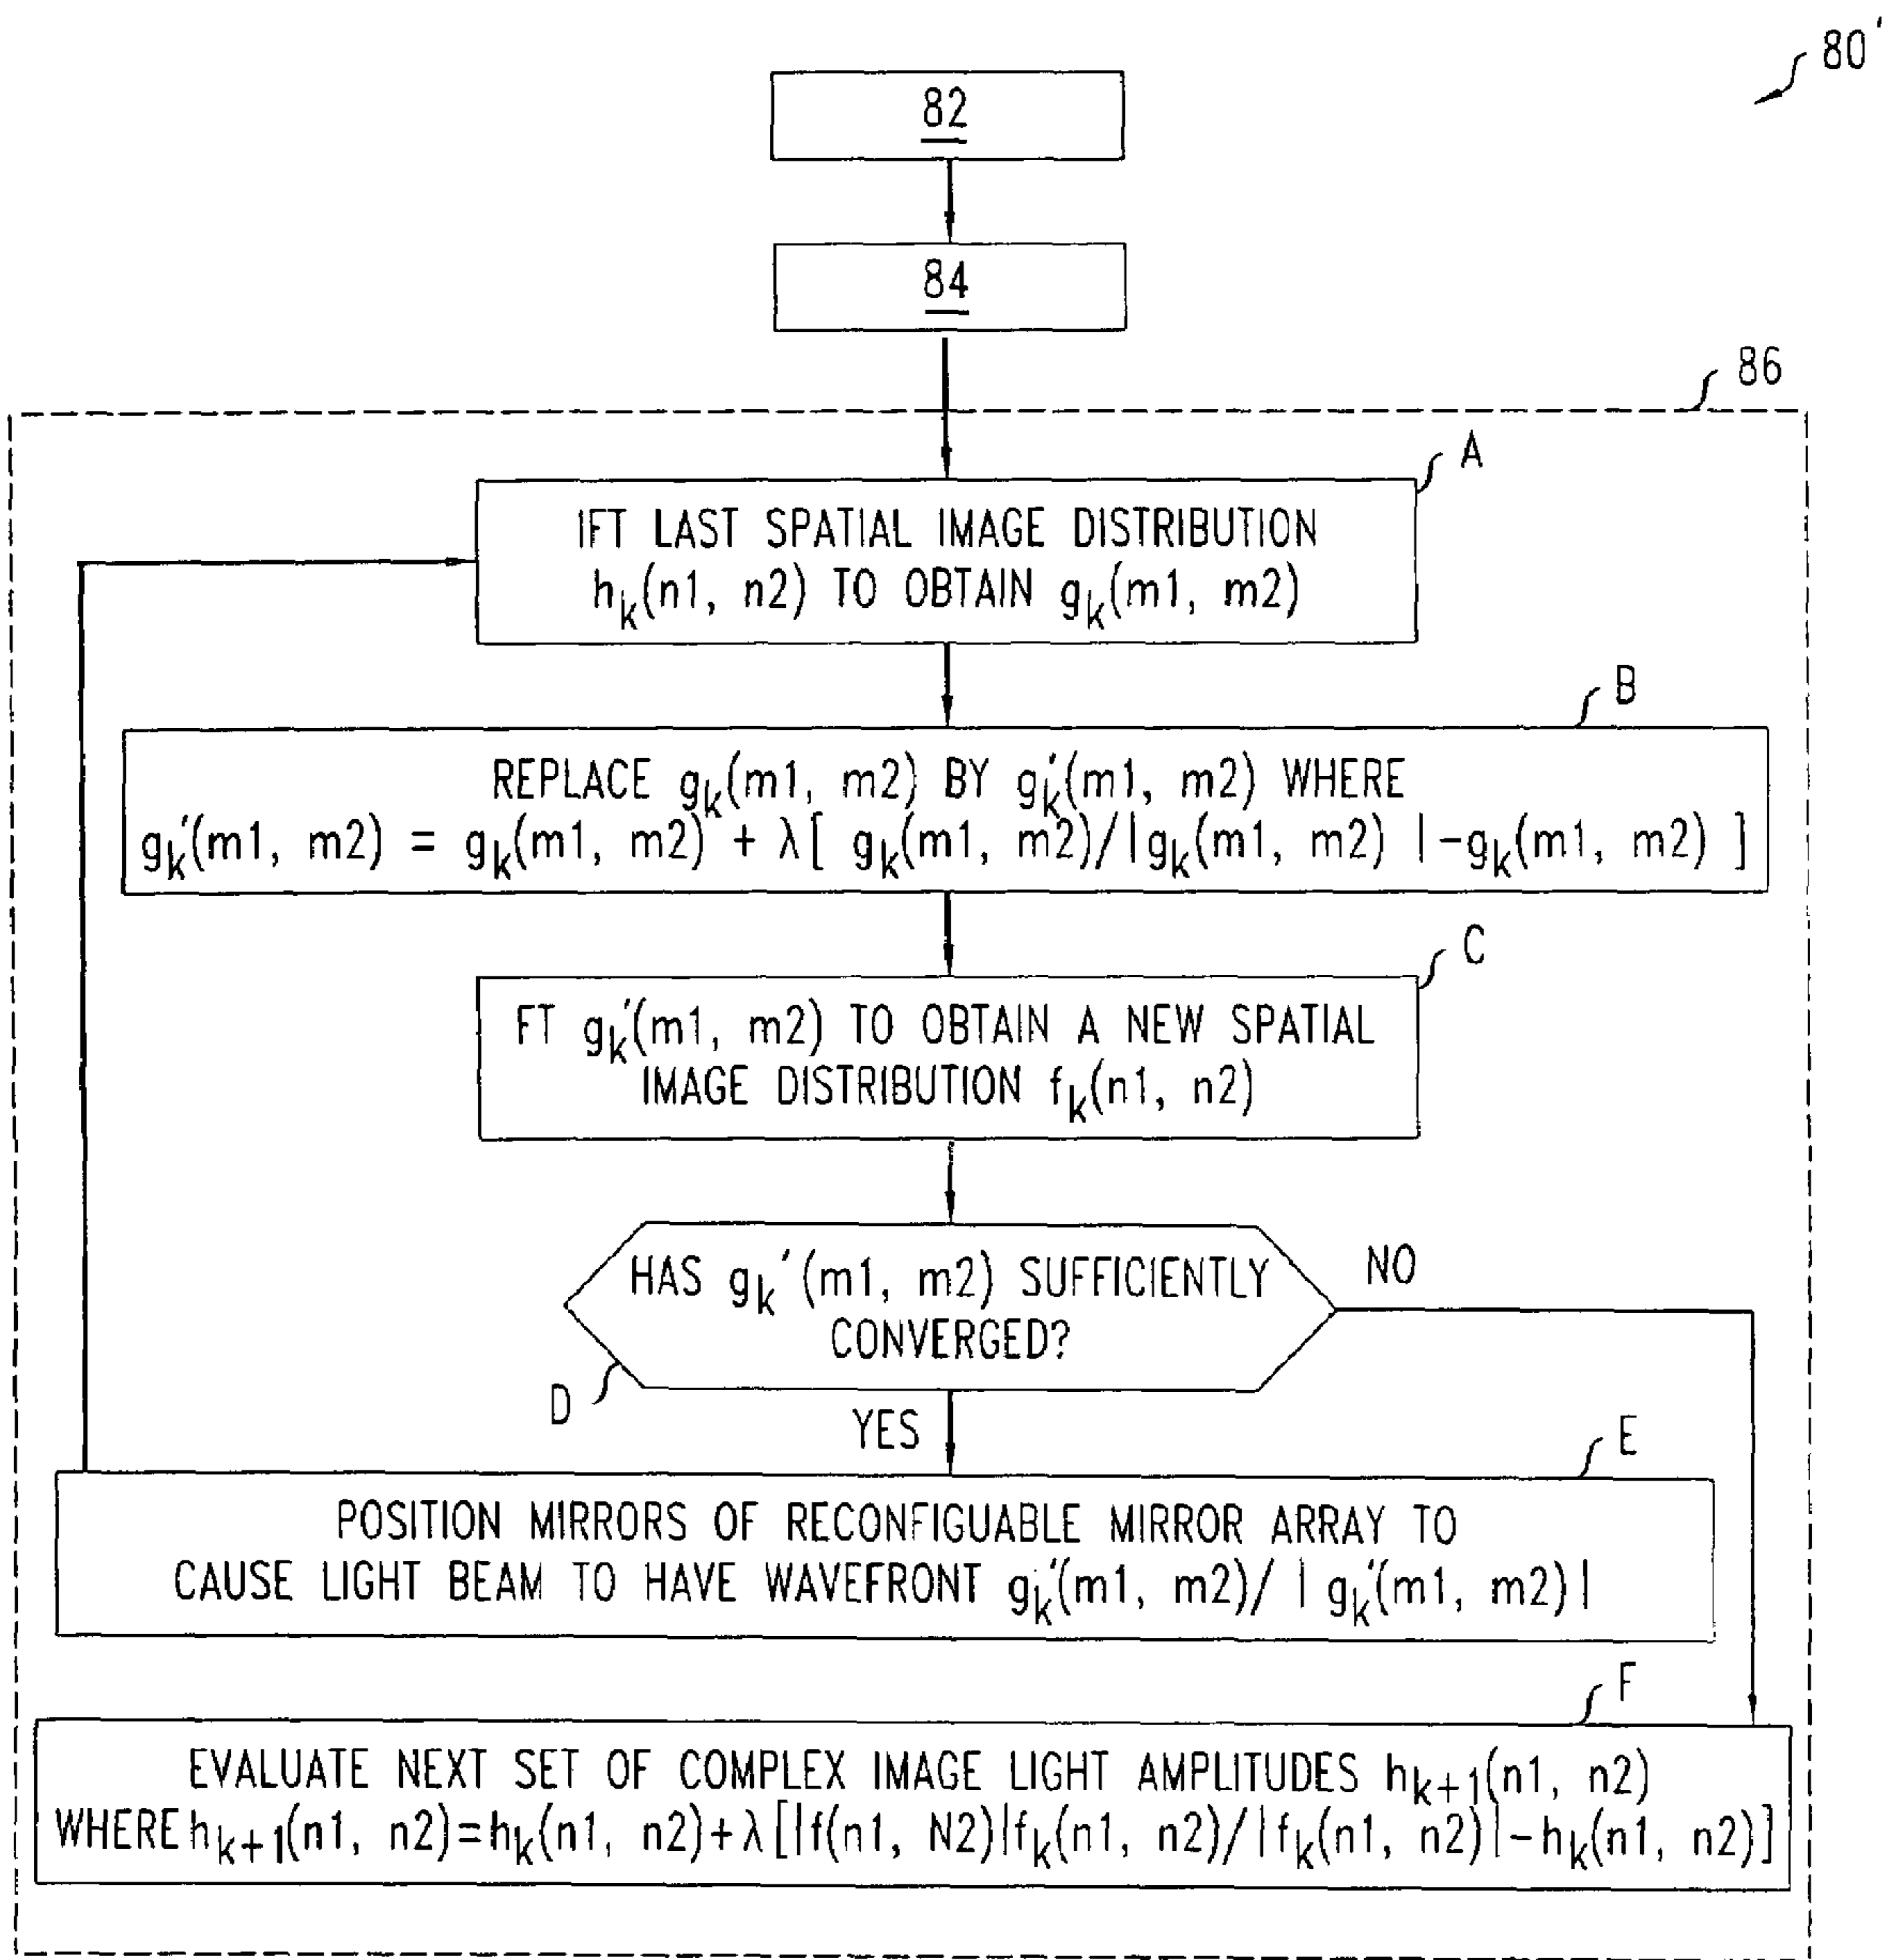 80'
82
84
86
A
IFT LAST SPATIAL IMAGE DISTRIBUTION
hk(n1, n2) TO OBTAIN gk(m1, m2)
B
REPLACE gk(m1, m2) BY gk'(m1, m2) WHERE
gk'(m1, m2) = gk(m1, m2) + λ[ gk(m1, m2)/|gk(m1, m2) |-gk(m1, m2) ]
C
FT gk'(m1, m2) TO OBTAIN A NEW SPATIAL
IMAGE DISTRIBUTION fk(n1, n2)
HAS gk'(m1, m2) SUFFICIENTLY
CONVERGED?
NO
D
YES
E
POSITION MIRRORS OF RECONFIGUABLE MIRROR ARRAY TO
CAUSE LIGHT BEAM TO HAVE WAVEFRONT gk'(m1, m2)/ | gk'(m1, m2)|
F
EVALUATE NEXT SET OF COMPLEX IMAGE LIGHT AMPLITUDES hk+1(n1, n2)
WHERE hk+1(n1, n2)=hk(n1, n2)+λ[|f(n1, N2)|fk(n1, n2)/|fk(n1, n2)|-hk(n1, n2)]